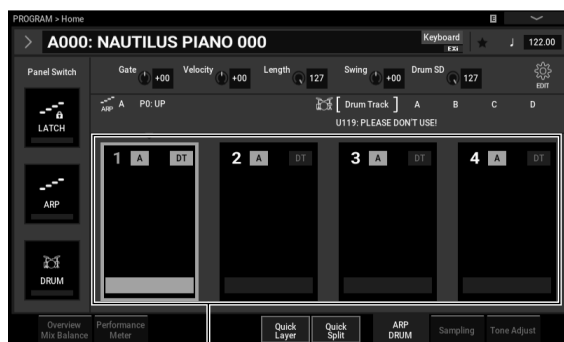 PROGRAM > Home E
A000: NAUTILUS PIANO 000 Keyboard EXi ♩ 122.00
Panel Switch Gate +00 Velocity +00 Length 127 Swing +00 Drum SD 127 EDIT
ARP A P0: UP [ Drum Track ] A B C D
U119: PLEASE DON'T USE!
LATCH
1 A DT 2 A DT 3 A DT 4 A DT
ARP
DRUM
Overview Mix Balance Performance Meter Quick Layer Quick Split ARP DRUM Sampling Tone Adjust